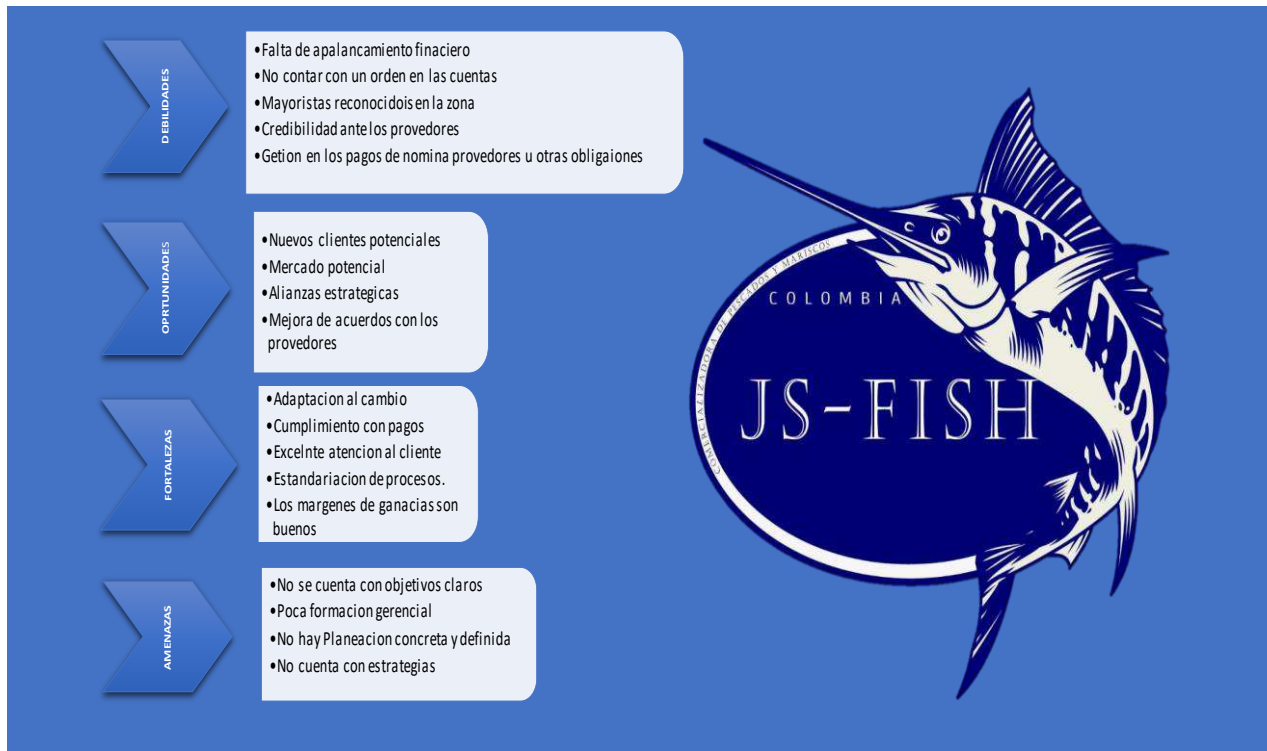 DEBILIDADES
•Falta de apalancamiento finaciero
•No contar con un orden en las cuentas
•Mayoristas reconocidois en la zona
•Credibilidad ante los provedores
•Getion en los pagos de nomina provedores u otras obligaiones
OPRTUNIDADES
•Nuevos clientes potenciales
•Mercado potencial
•Alianzas estrategicas
•Mejora de acuerdos con los
provedores
FORTALEZAS
•Adaptacion al cambio
•Cumplimiento con pagos
•Excelnte atencion al cliente
•Estandariacion de procesos.
•Los margenes de ganacias son
buenos
AMENAZAS
•No se cuenta con objetivos claros
•Poca formacion gerencial
•No hay Planeacion concreta y definida
•No cuenta con estrategias
COMERCIALIZADORA DE PESCADOS Y MARISCOS
COLOMBIA
JS-FISH